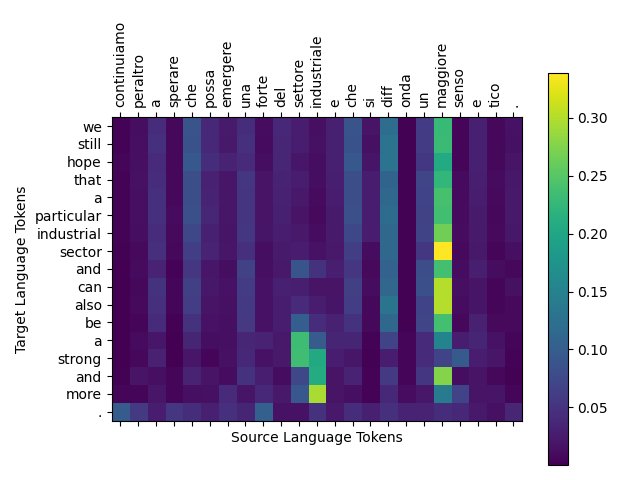 continuiamo
peraltro
a
sperare
che
possa
emergere
una
forte
del
settore
industriale
e
che
si
diff
onda
un
maggiore
senso
e
tico
.
Target Language Tokens
we
still
hope
that
a
particular
industrial
sector
and
can
also
be
a
strong
and
more
.
Source Language Tokens
0.30
0.25
0.20
0.15
0.10
0.05